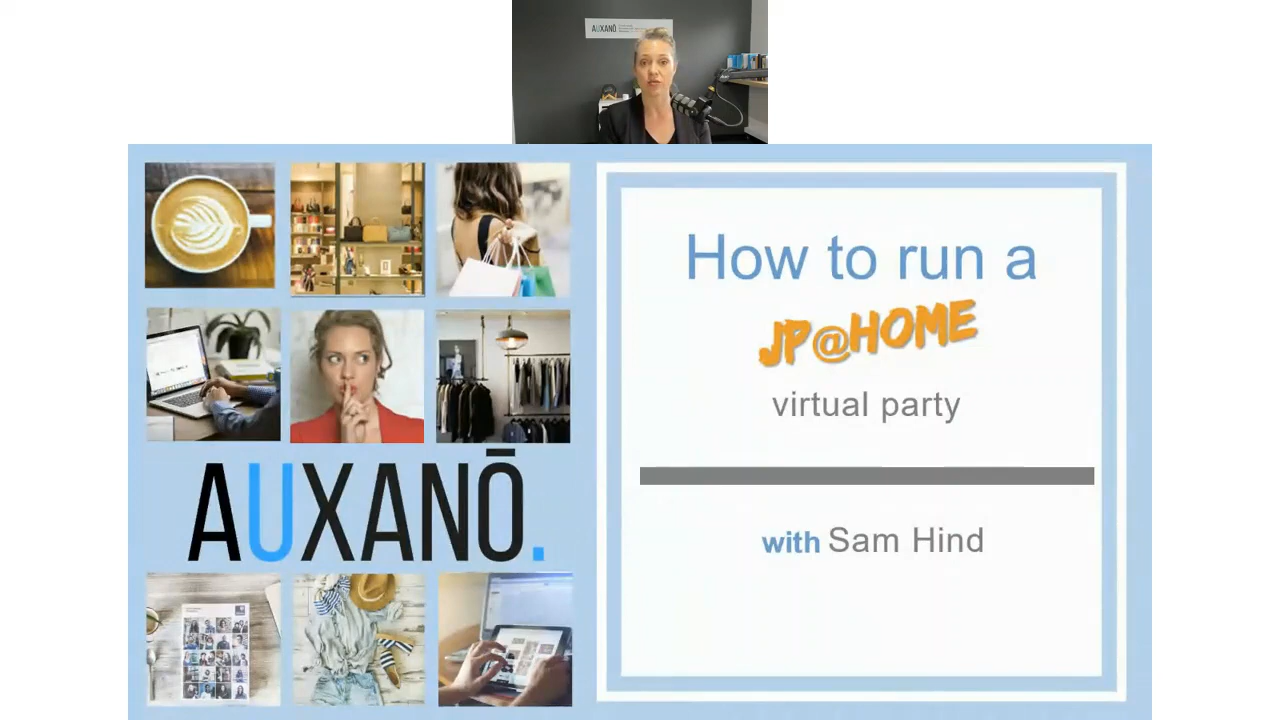 AUXANŌ
How to run a
JP@HOME
virtual party
with Sam Hind
AUXANŌ.